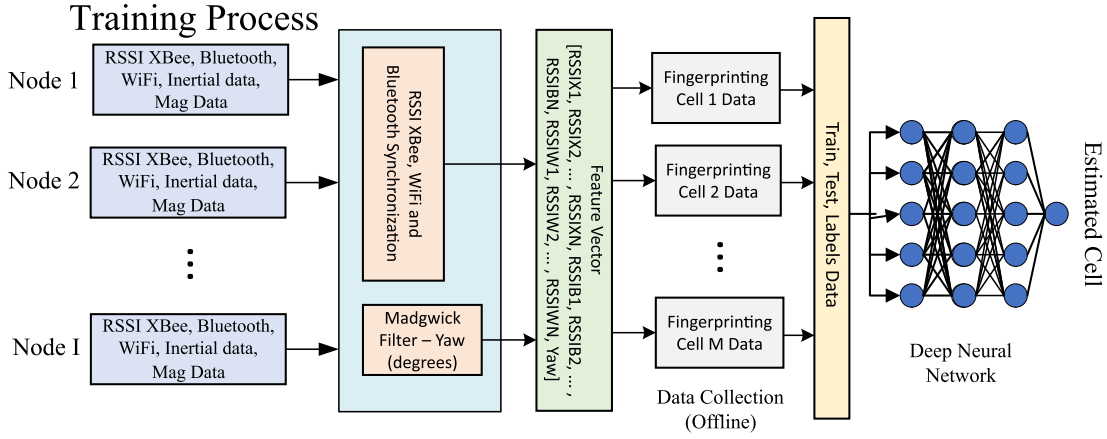 Training Process
Node 1
RSSI XBee, Bluetooth,
WiFi, Inertial data,
Mag Data
Node 2
RSSI XBee, Bluetooth,
WiFi, Inertial data,
Mag Data
...
Node I
RSSI XBee, Bluetooth,
WiFi, Inertial data,
Mag Data
RSSI XBee, WiFi and
Bluetooth Synchronization
Madgwick
Filter – Yaw
(degrees)
Feature Vector
[RSSIX1, RSSIX2, ... , RSSIXN, RSSIB1, RSSIB2, ... ,
RSSIBN, RSSIW1, RSSIW2, ... , RSSIWN, Yaw]
Fingerprinting
Cell 1 Data
Fingerprinting
Cell 2 Data
...
Fingerprinting
Cell M Data
Data Collection
(Offline)
Train, Test, Labels Data
Deep Neural
Network
Estimated Cell